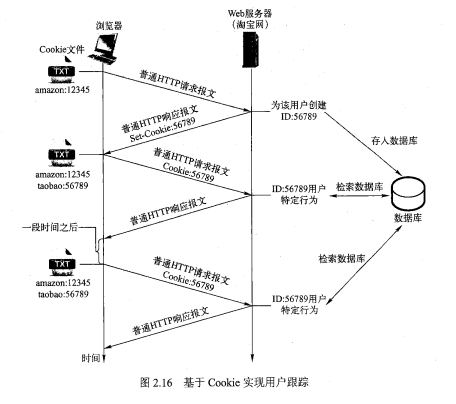 浏览器
Web服务器
(淘宝网)
Cookie文件
TXT
amazon:12345
普通HTTP请求报文
普通HTTP响应报文
Set-Cookie:56789
为该用户创建
ID:56789
存入数据库
TXT
amazon:12345
taobao:56789
普通HTTP请求报文
Cookie:56789
ID:56789用户
特定行为
检索数据库
数据库
普通HTTP响应报文
一段时间之后
TXT
amazon:12345
taobao:56789
普通HTTP请求报文
Cookie:56789
检索数据库
ID:56789用户
特定行为
普通HTTP响应报文
时间
图 2.16 基于 Cookie 实现用户跟踪